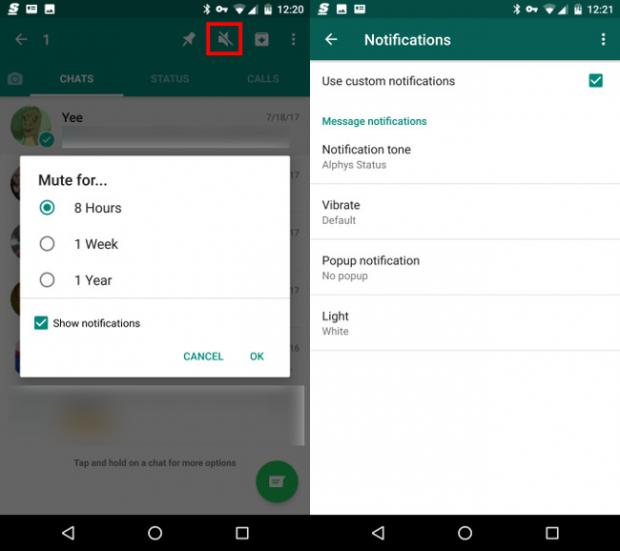 12:20
1
CHATS STATUS CALLS
Yee 7/18/17
17
Mute for...
8 Hours
17
1 Week
1 Year
17
Show notifications
16
CANCEL OK
Tap and hold on a chat for more options
12:21
Notifications
Use custom notifications
Message notifications
Notification tone
Alphys Status
Vibrate
Default
Popup notification
No popup
Light
White